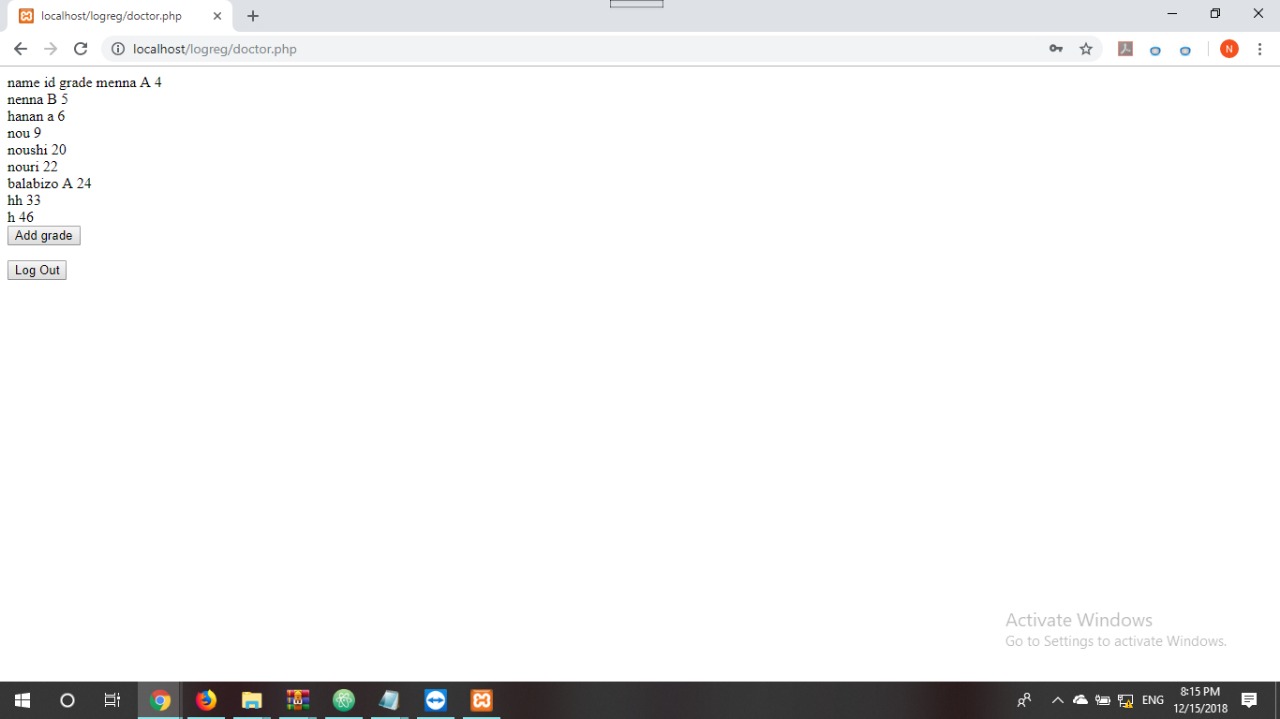 localhost/logreg/doctor.php
localhost/logreg/doctor.php
N
name id grade menna A 4
nenna B 5
hanan a 6
nou 9
noushi 20
nouri 22
balabizo A 24
hh 33
h 46
Add grade
Log Out
Activate Windows
Go to Settings to activate Windows.
ENG
8:15 PM
12/15/2018